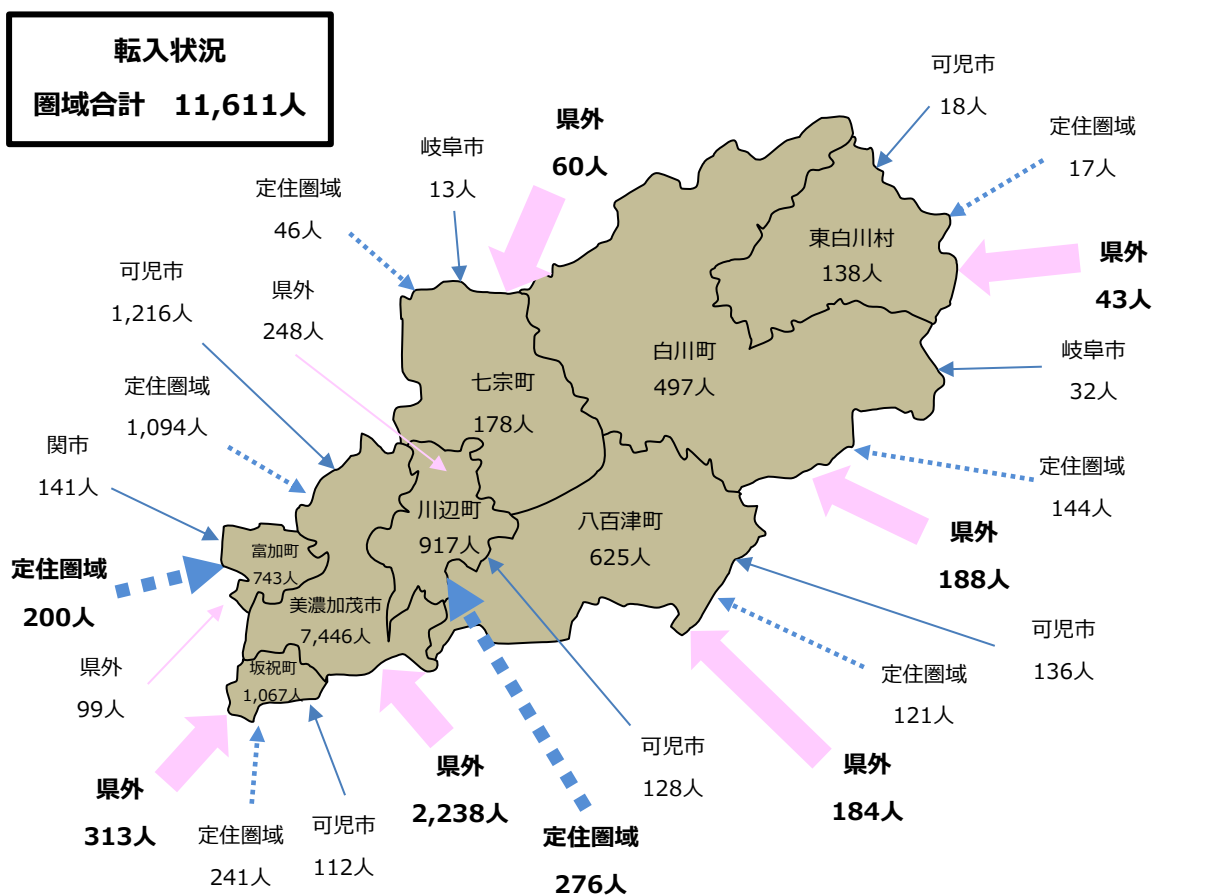 転入状況
圏域合計 11,611人
可児市
18人
定住圏域
17人
県外
60人
岐阜市
13人
定住圏域
46人
東白川村
138人
県外
43人
可児市
1,216人
県外
248人
白川町
497人
岐阜市
32人
七宗町
178人
定住圏域
1,094人
関市
141人
定住圏域
144人
川辺町
917人
八百津町
625人
富加町
743人
県外
188人
定住圏域
200人
美濃加茂市
7,446人
可児市
136人
坂祝町
1,067人
県外
99人
定住圏域
121人
可児市
128人
県外
184人
県外
2,238人
県外
313人
定住圏域
241人
可児市
112人
定住圏域
276人